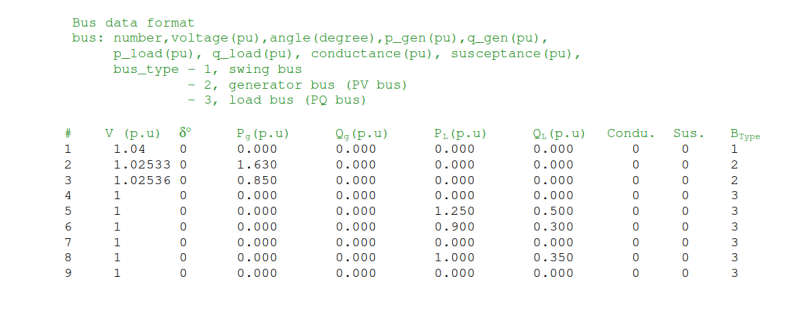 Bus data format
bus: number,voltage(pu),angle(degree),p_gen(pu),q_gen(pu),
p_load(pu), q_load(pu), conductance(pu), susceptance(pu),
bus_type - 1, swing bus
- 2, generator bus (PV bus)
- 3, load bus (PQ bus)
# V (p.u) δ° Pg(p.u) Qg(p.u) PL(p.u) QL(p.u) Condu. Sus. BType
1 1.04 0 0.000 0.000 0.000 0.000 0 0 1
2 1.02533 0 1.630 0.000 0.000 0.000 0 0 2
3 1.02536 0 0.850 0.000 0.000 0.000 0 0 2
4 1 0 0.000 0.000 0.000 0.000 0 0 3
5 1 0 0.000 0.000 1.250 0.500 0 0 3
6 1 0 0.000 0.000 0.900 0.300 0 0 3
7 1 0 0.000 0.000 0.000 0.000 0 0 3
8 1 0 0.000 0.000 1.000 0.350 0 0 3
9 1 0 0.000 0.000 0.000 0.000 0 0 3